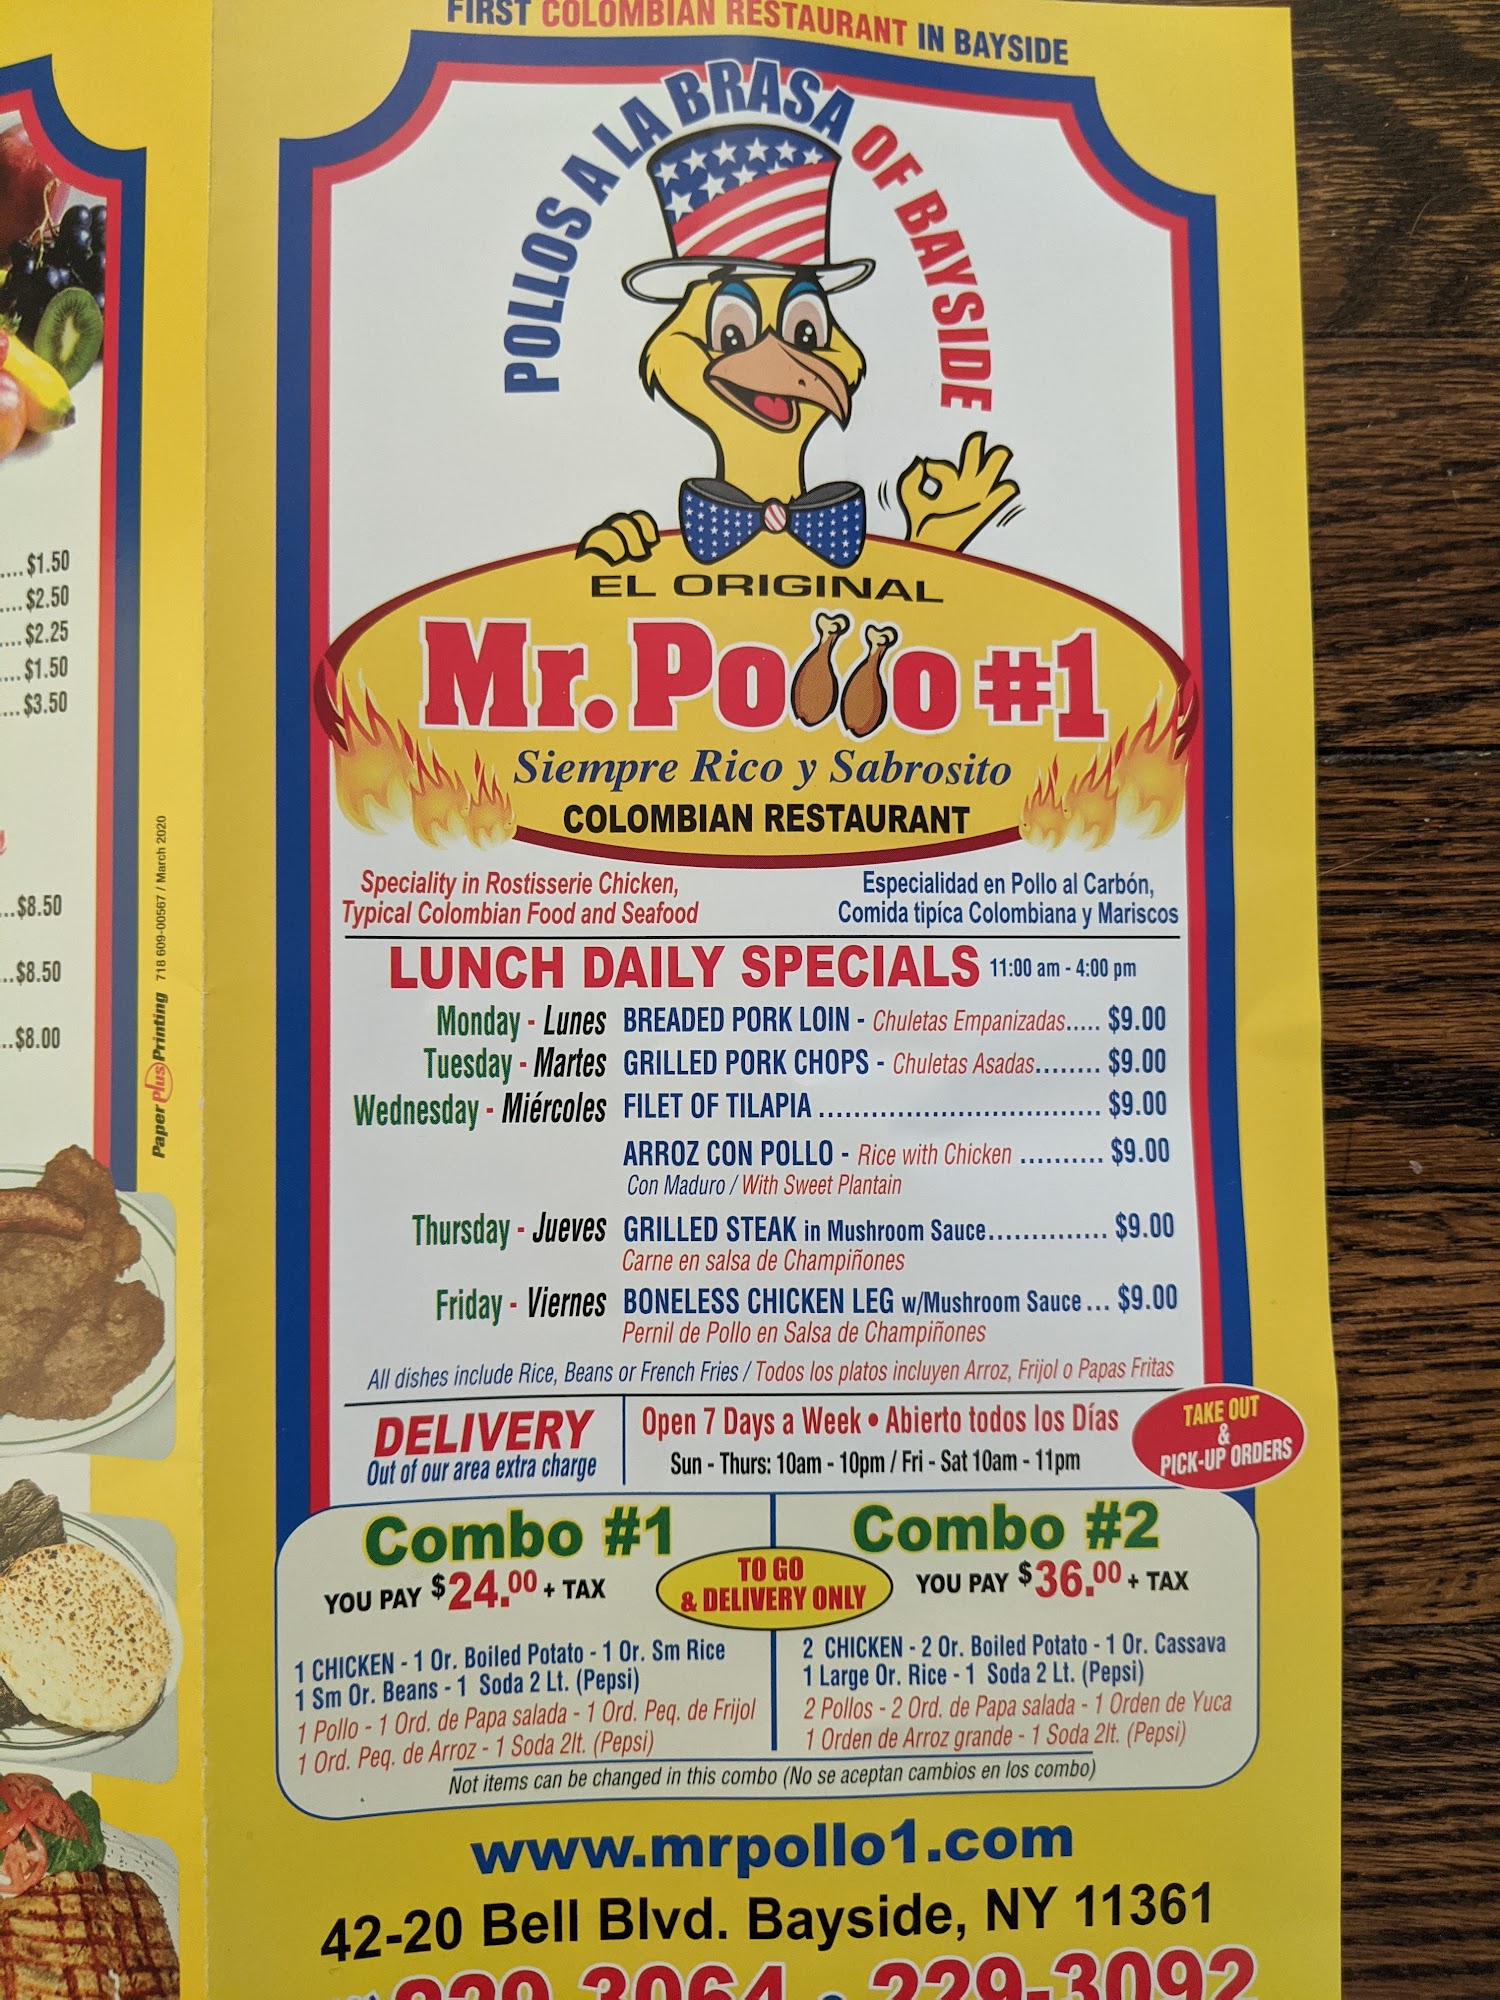 FIRST COLOMBIAN RESTAURANT IN BAYSIDE
POLLOS A LA BRASA OF BAYSIDE
EL ORIGINAL
Mr. Pollo #1
Siempre Rico y Sabrosito
COLOMBIAN RESTAURANT
Speciality in Rostisserie Chicken,
Typical Colombian Food and Seafood
Especialidad en Pollo al Carbón,
Comida tipíca Colombiana y Mariscos
LUNCH DAILY SPECIALS 11:00 am - 4:00 pm
Monday - Lunes BREADED PORK LOIN - Chuletas Empanizadas..... $9.00
Tuesday - Martes GRILLED PORK CHOPS - Chuletas Asadas........ $9.00
Wednesday - Miércoles FILET OF TILAPIA ................................. $9.00
ARROZ CON POLLO - Rice with Chicken .......... $9.00
Con Maduro / With Sweet Plantain
Thursday - Jueves GRILLED STEAK in Mushroom Sauce.............. $9.00
Carne en salsa de Champiñones
Friday - Viernes BONELESS CHICKEN LEG w/Mushroom Sauce ... $9.00
Pernil de Pollo en Salsa de Champiñones
All dishes include Rice, Beans or French Fries / Todos los platos incluyen Arroz, Frijol o Papas Fritas
DELIVERY
Out of our area extra charge
Open 7 Days a Week • Abierto todos los Días
Sun - Thurs: 10am - 10pm / Fri - Sat 10am - 11pm
TAKE OUT
&
PICK-UP ORDERS
Combo #1
YOU PAY $24.00 + TAX
TO GO
& DELIVERY ONLY
Combo #2
YOU PAY $36.00 + TAX
1 CHICKEN - 1 Or. Boiled Potato - 1 Or. Sm Rice
1 Sm Or. Beans - 1 Soda 2 Lt. (Pepsi)
1 Pollo - 1 Ord. de Papa salada - 1 Ord. Peq. de Frijol
1 Ord. Peq. de Arroz - 1 Soda 2lt. (Pepsi)
2 CHICKEN - 2 Or. Boiled Potato - 1 Or. Cassava
1 Large Or. Rice - 1 Soda 2 Lt. (Pepsi)
2 Pollos - 2 Ord. de Papa salada - 1 Orden de Yuca
1 Orden de Arroz grande - 1 Soda 2lt. (Pepsi)
Not items can be changed in this combo (No se aceptan cambios en los combo)
www.mrpollo1.com
42-20 Bell Blvd. Bayside, NY 11361
229-3064 • 229-3092
....$1.50
....$2.50
....$2.25
....$1.50
....$3.50
...$8.50
...$8.50
...$8.00
Paper Plus Printing 718 609-00567 / March 2020